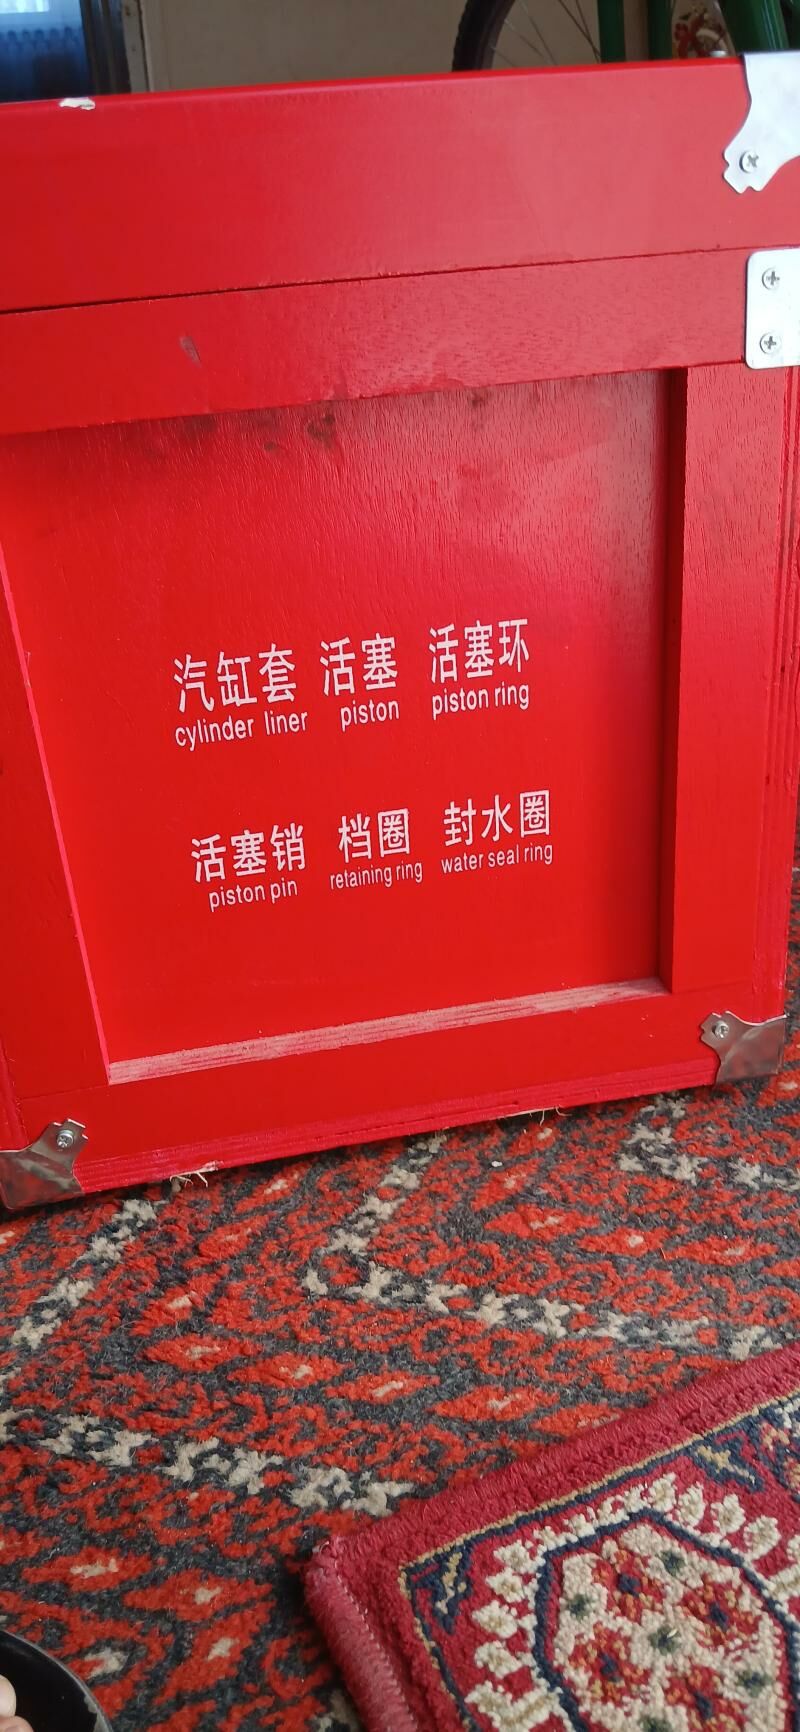 汽缸套 活塞 活塞环
cylinder liner piston piston ring
活塞销 档圈 封水圈
piston pin retaining ring water seal ring